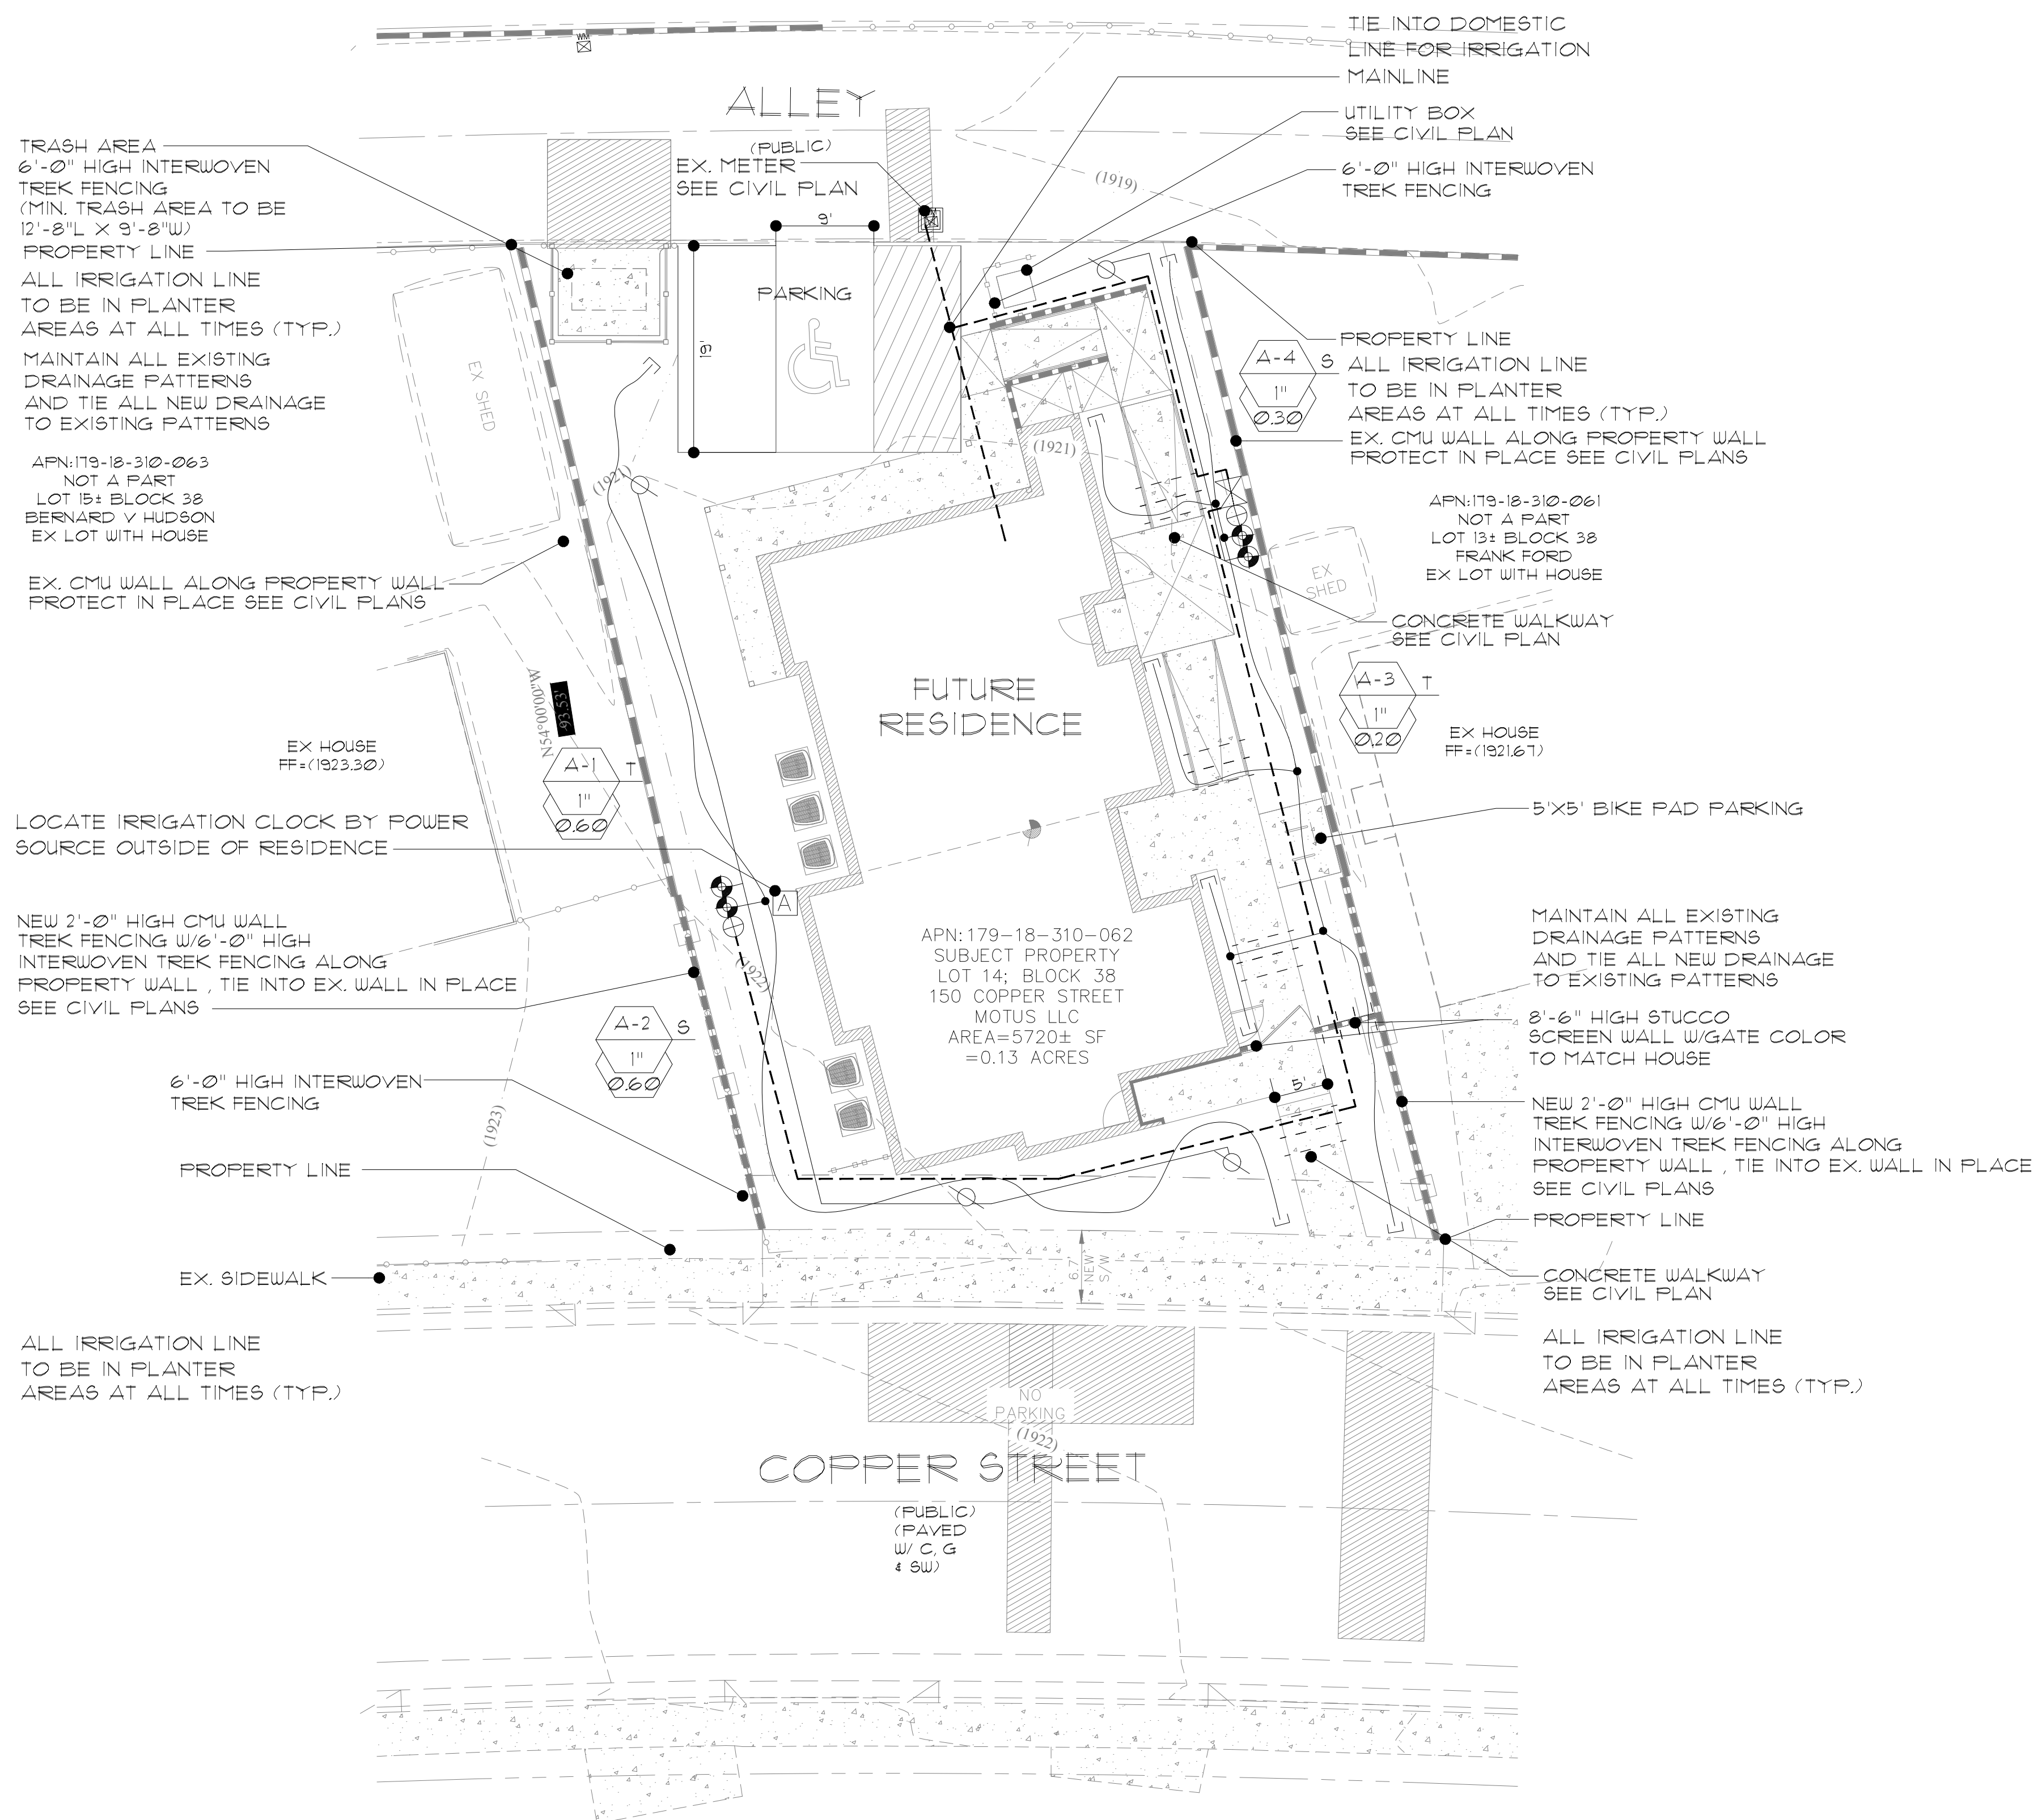 TIE INTO DOMESTIC
LINE FOR IRRIGATION
MAINLINE
UTILITY BOX
SEE CIVIL PLAN
6'-0" HIGH INTERWOVEN
TREK FENCING
WM
ALLEY
(PUBLIC)
EX. METER
SEE CIVIL PLAN
(1919)
TRASH AREA
6'-0" HIGH INTERWOVEN
TREK FENCING
(MIN. TRASH AREA TO BE
12'-8"L X 9'-8"W)
PROPERTY LINE
ALL IRRIGATION LINE
TO BE IN PLANTER
AREAS AT ALL TIMES (TYP.)
MAINTAIN ALL EXISTING
DRAINAGE PATTERNS
AND TIE ALL NEW DRAINAGE
TO EXISTING PATTERNS
APN:179-18-310-063
NOT A PART
LOT 15± BLOCK 38
BERNARD V HUDSON
EX LOT WITH HOUSE
EX. CMU WALL ALONG PROPERTY WALL
PROTECT IN PLACE SEE CIVIL PLANS
EX SHED
9'
19'
PARKING
(1921)
(1921)
PROPERTY LINE
A-4 S
1"
0.30
ALL IRRIGATION LINE
TO BE IN PLANTER
AREAS AT ALL TIMES (TYP.)
EX. CMU WALL ALONG PROPERTY WALL
PROTECT IN PLACE SEE CIVIL PLANS
APN:179-18-310-061
NOT A PART
LOT 13± BLOCK 38
FRANK FORD
EX LOT WITH HOUSE
EX
SHED
CONCRETE WALKWAY
SEE CIVIL PLAN
A-3 T
1"
0.20
EX HOUSE
FF=(1921.67)
FUTURE
RESIDENCE
N54°00'00"W
93.53'
EX HOUSE
FF=(1923.30)
A-1 T
1"
0.60
LOCATE IRRIGATION CLOCK BY POWER
SOURCE OUTSIDE OF RESIDENCE
A
5'X5' BIKE PAD PARKING
NEW 2'-0" HIGH CMU WALL
TREK FENCING W/6'-0" HIGH
INTERWOVEN TREK FENCING ALONG
PROPERTY WALL , TIE INTO EX. WALL IN PLACE
SEE CIVIL PLANS
(1922)
APN:179-18-310-062
SUBJECT PROPERTY
LOT 14; BLOCK 38
150 COPPER STREET
MOTUS LLC
AREA=5720± SF
=0.13 ACRES
MAINTAIN ALL EXISTING
DRAINAGE PATTERNS
AND TIE ALL NEW DRAINAGE
TO EXISTING PATTERNS
A-2 S
1"
0.60
8'-6" HIGH STUCCO
SCREEN WALL W/GATE COLOR
TO MATCH HOUSE
6'-0" HIGH INTERWOVEN
TREK FENCING
5'
NEW 2'-0" HIGH CMU WALL
TREK FENCING W/6'-0" HIGH
INTERWOVEN TREK FENCING ALONG
PROPERTY WALL , TIE INTO EX. WALL IN PLACE
SEE CIVIL PLANS
(1923)
PROPERTY LINE
PROPERTY LINE
6.7
NEW
S/W
EX. SIDEWALK
CONCRETE WALKWAY
SEE CIVIL PLAN
ALL IRRIGATION LINE
TO BE IN PLANTER
AREAS AT ALL TIMES (TYP.)
ALL IRRIGATION LINE
TO BE IN PLANTER
AREAS AT ALL TIMES (TYP.)
NO
PARKING
(1922)
COPPER STREET
(PUBLIC)
(PAVED
W/ C, G
& SW)